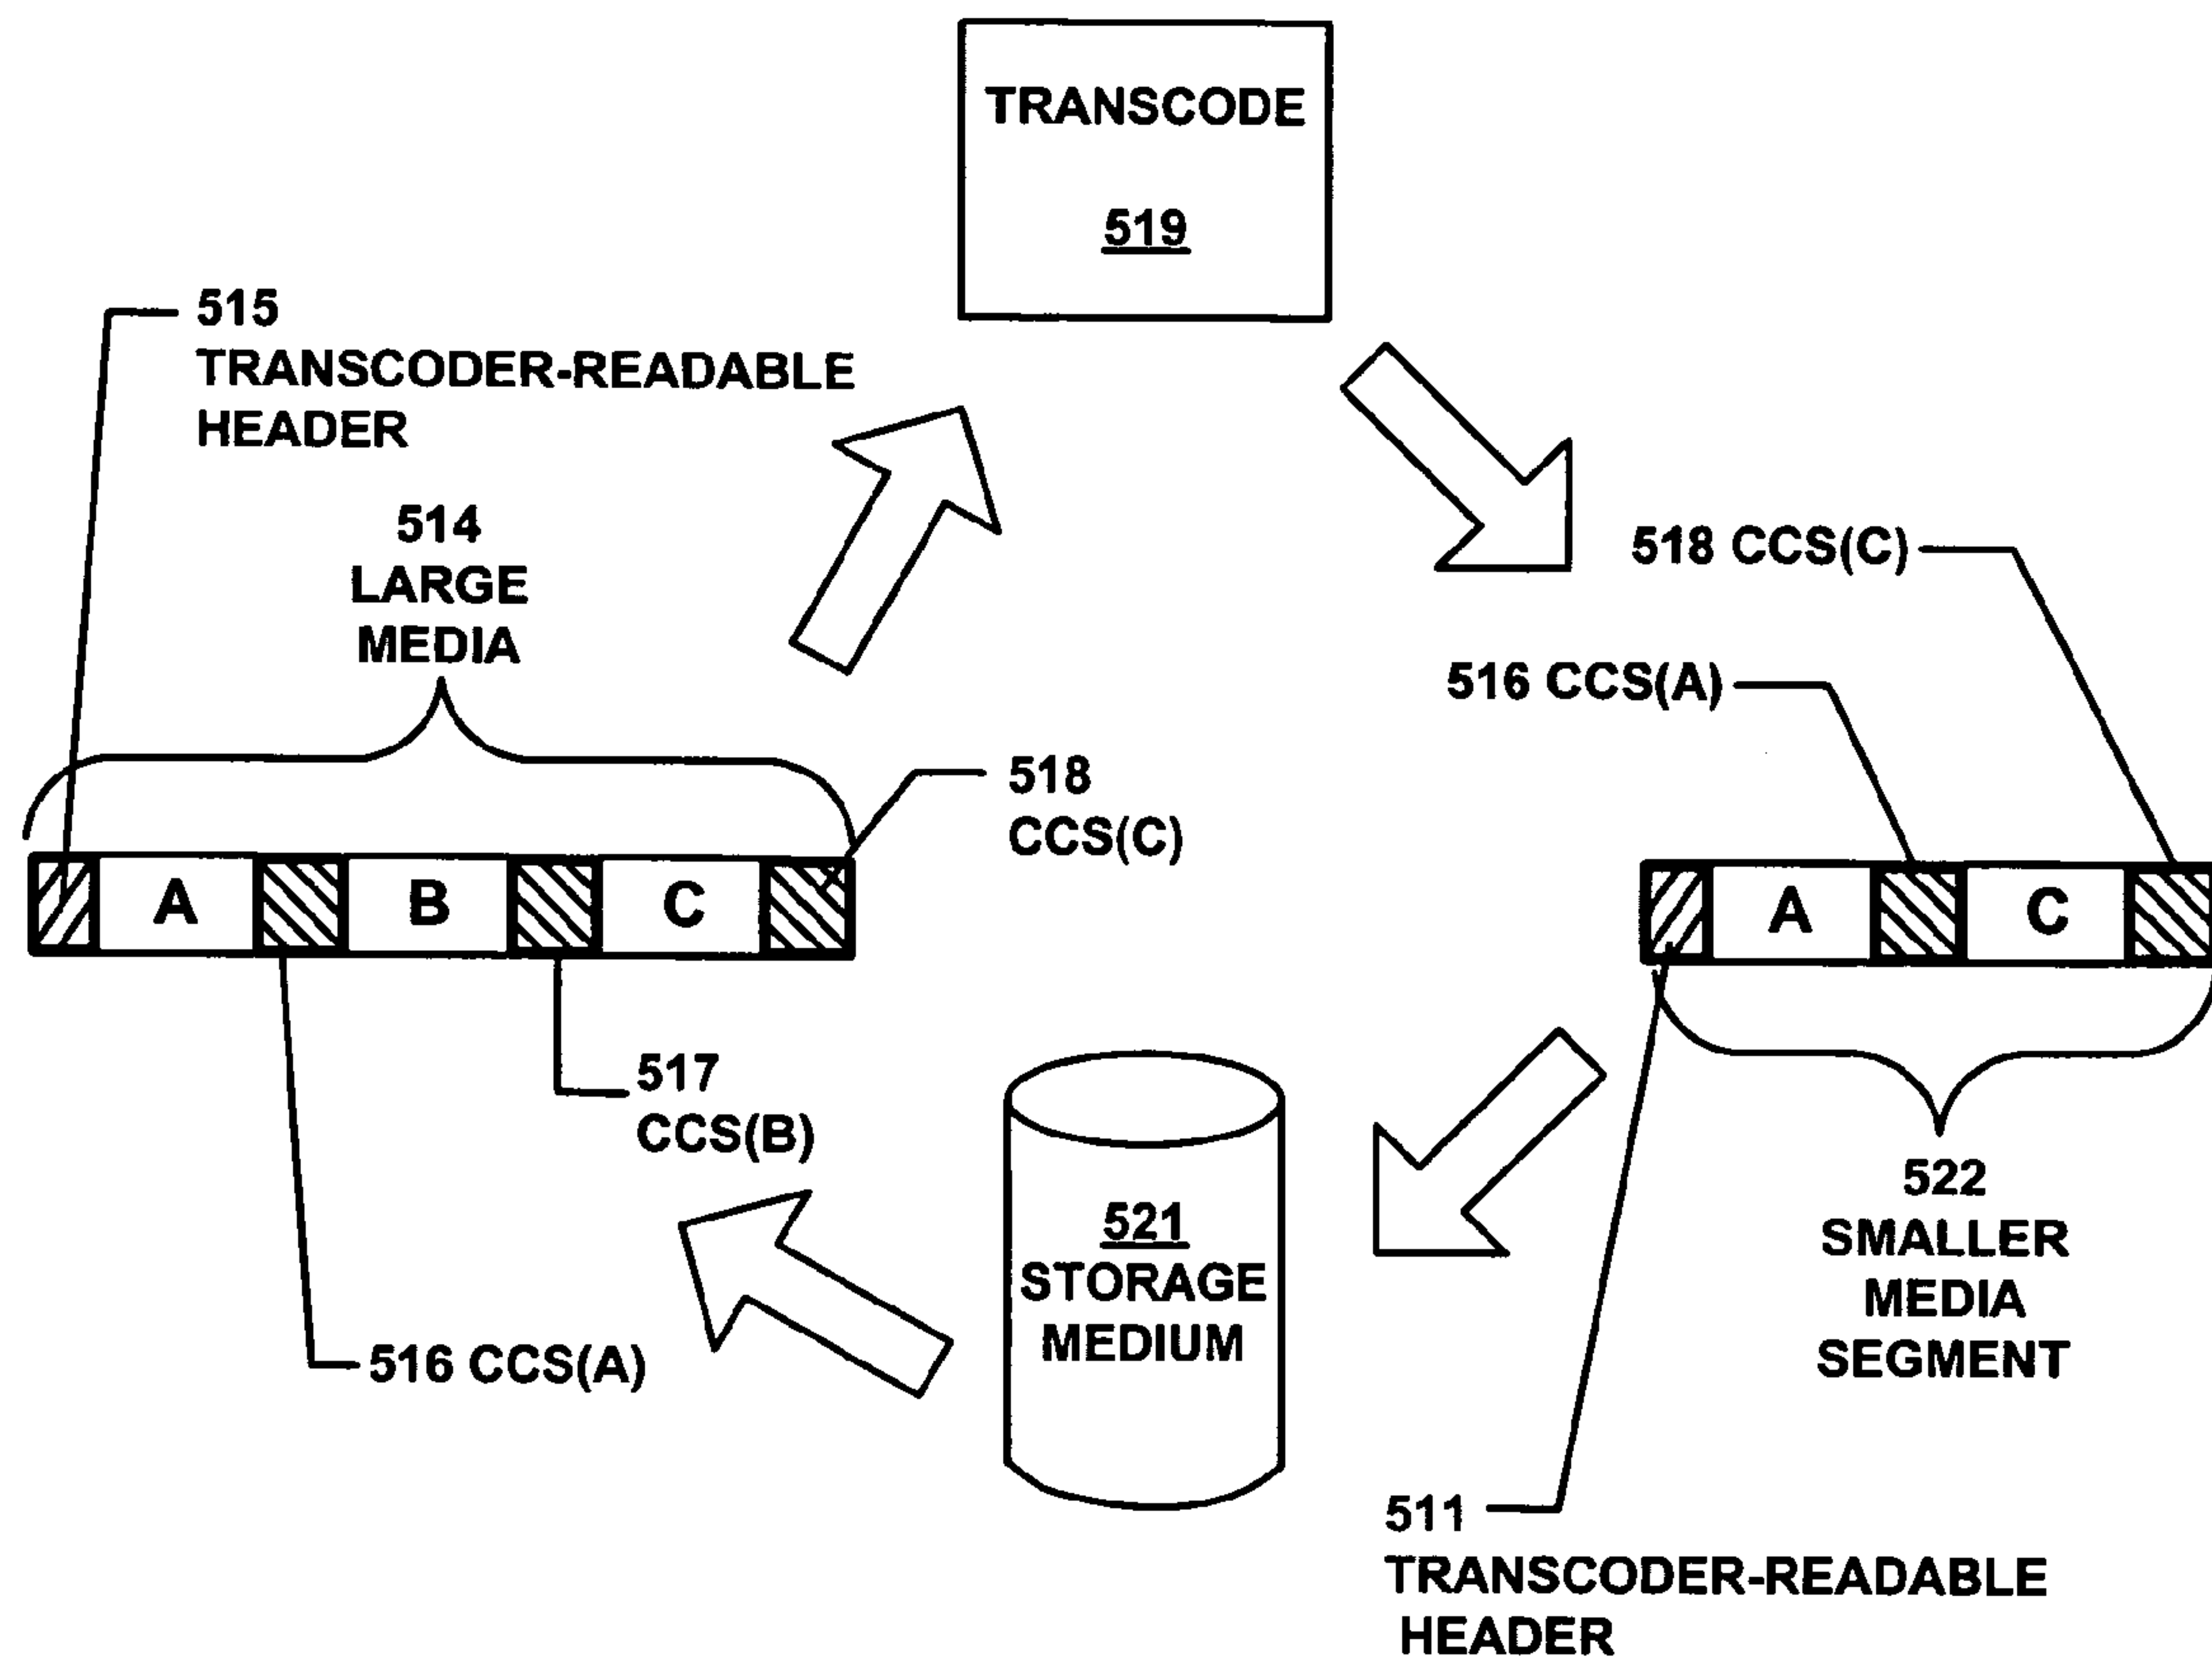 TRANSCODE
519
515
TRANSCODER-READABLE
HEADER
514
LARGE
MEDIA
518 CCS(C)
516 CCS(A)
518
CCS(C)
A
B
C
A
C
517
CCS(B)
516 CCS(A)
521
STORAGE
MEDIUM
522
SMALLER
MEDIA
SEGMENT
511
TRANSCODER-READABLE
HEADER